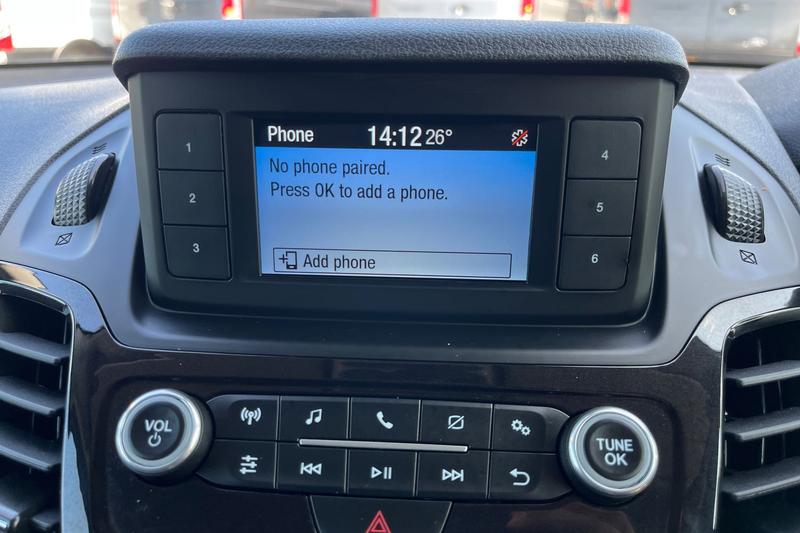 Phone 14:12 26°
No phone paired.
Press OK to add a phone.
Add phone
1
2
3
4
5
6
VOL
TUNE
OK